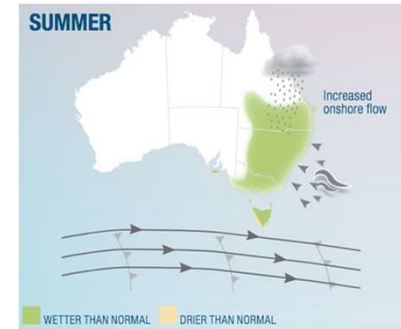 SUMMER
Increased
onshore flow
WETTER THAN NORMAL
DRIER THAN NORMAL